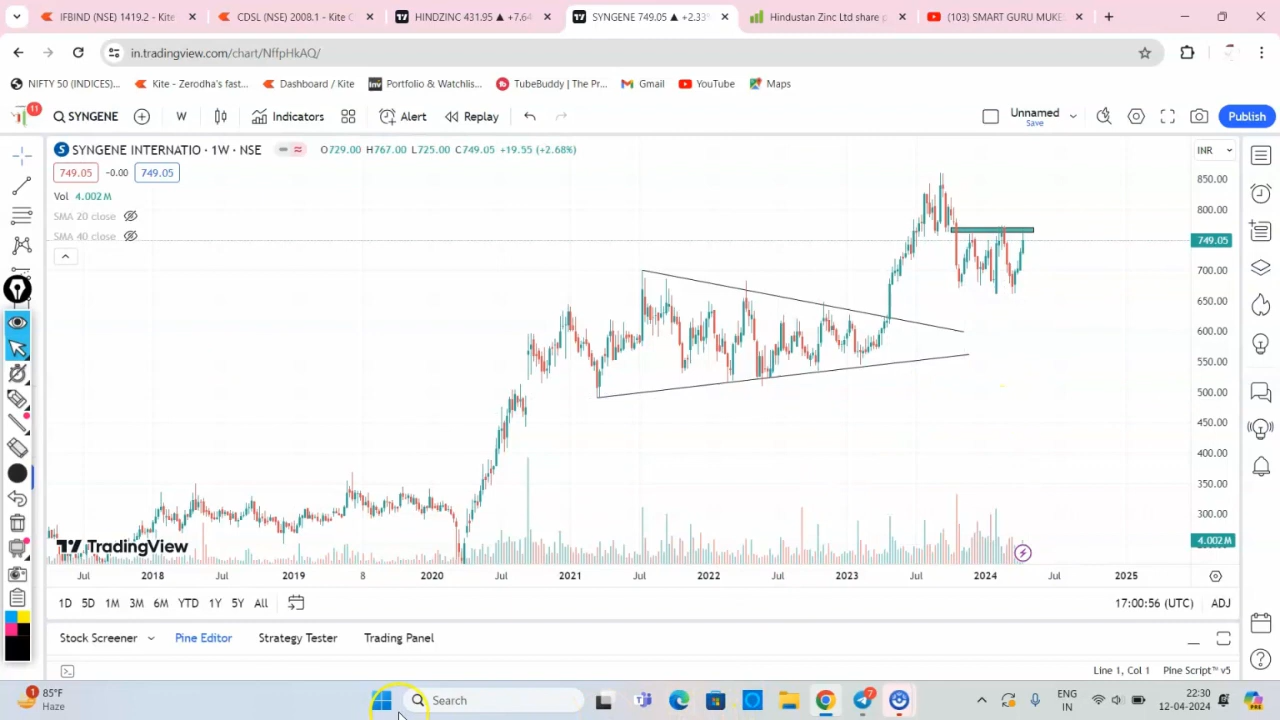 IFBIND (NSE) 1419.2 - Kite
CDSL (NSE) 2000
HINDZINC 431.95 ▲ +7.64
SYNGENE 749.05 ▲ +2.33%
Hindustan Zinc Ltd share p
(103) SMART GURU MUKE
in.tradingview.com/chart/NffpHkAQ/
NIFTY 50 (INDICES)...
Kite - Zerodha's fast...
Dashboard / Kite
Portfolio & Watchlis...
TubeBuddy | The Pr...
Gmail
YouTube
Maps
11
SYNGENE
W
Indicators
Alert
Replay
Unnamed
Save
Publish
SYNGENE INTERNATIO · 1W · NSE
O729.00 H767.00 L725.00 C749.05 +19.55 (+2.68%)
INR
749.05 -0.00 749.05
Vol 4.002M
SMA 20 close
SMA 40 close
850.00
800.00
749.05
700.00
650.00
600.00
550.00
500.00
450.00
400.00
350.00
300.00
4.002M
TradingView
Jul 2018 Jul 2019 8 2020 Jul 2021 Jul 2022 Jul 2023 Jul 2024 Jul 2025
1D 5D 1M 3M 6M YTD 1Y 5Y All
17:00:56 (UTC) ADJ
Stock Screener Pine Editor Strategy Tester Trading Panel
Line 1, Col 1 Pine Script™ v5
1
85°F
Haze
Search
7
ENG
IN
22:30
12-04-2024